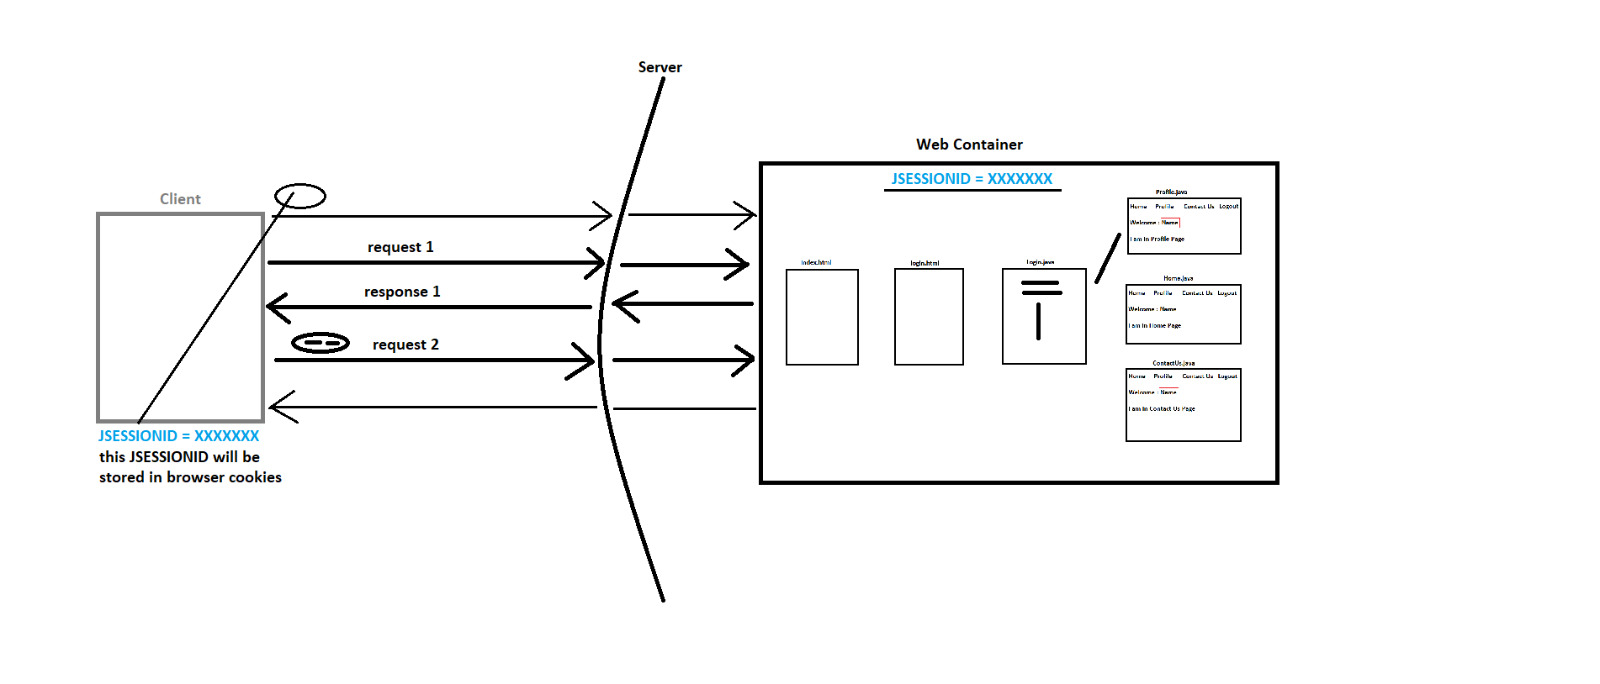 Server
Web Container
Client
JSESSIONID = XXXXXXX
request 1
response 1
request 2
JSESSIONID = XXXXXXX
this JSESSIONID will be
stored in browser cookies
index.html
login.html
Login.java
Profile.java
Home Profile Contact Us Logout
Welcome : Name
I am In Profile Page
Home.java
Home Profile Contact Us Logout
Welcome : Name
I am In Home Page
ContactUs.java
Home Profile Contact Us Logout
Welcome : Name
I am In Contact Us Page